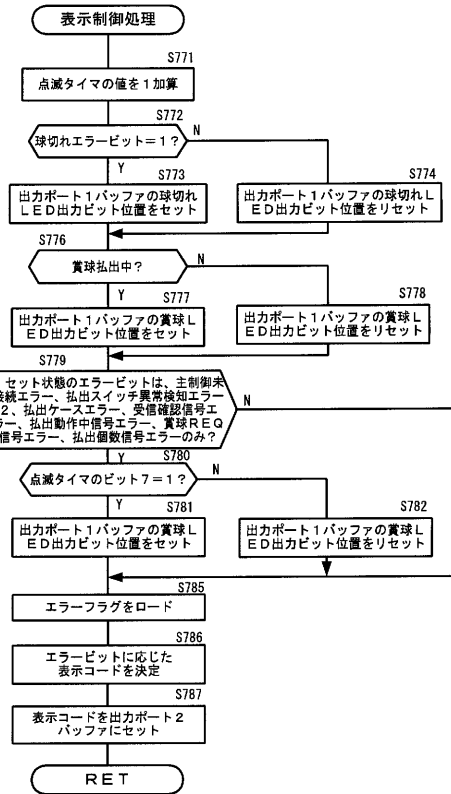 表示制御処理
S771
点滅タイマの値を1加算
S772
球切れエラービット=1?
N
Y
S773
出力ポート1バッファの球切れ
LED出力ビット位置をセット
S774
出力ポート1バッファの球切れL
ED出力ビット位置をリセット
S776
賞球払出中?
N
Y
S777
出力ポート1バッファの賞球L
ED出力ビット位置をセット
S778
出力ポート1バッファの賞球L
ED出力ビット位置をリセット
S779
セット状態のエラービットは、主制御未
接続エラー、払出スイッチ異常検知エラー
2、払出ケースエラー、受信確認信号エ
ラー、払出動作中信号エラー、賞球REQ
信号エラー、払出個数信号エラーのみ?
N
Y
S780
点滅タイマのビット7=1?
N
Y
S781
出力ポート1バッファの賞球L
ED出力ビット位置をセット
S782
出力ポート1バッファの賞球L
ED出力ビット位置をリセット
S785
エラーフラグをロード
S786
エラービットに応じた
表示コードを決定
S787
表示コードを出力ポート2
バッファにセット
RET